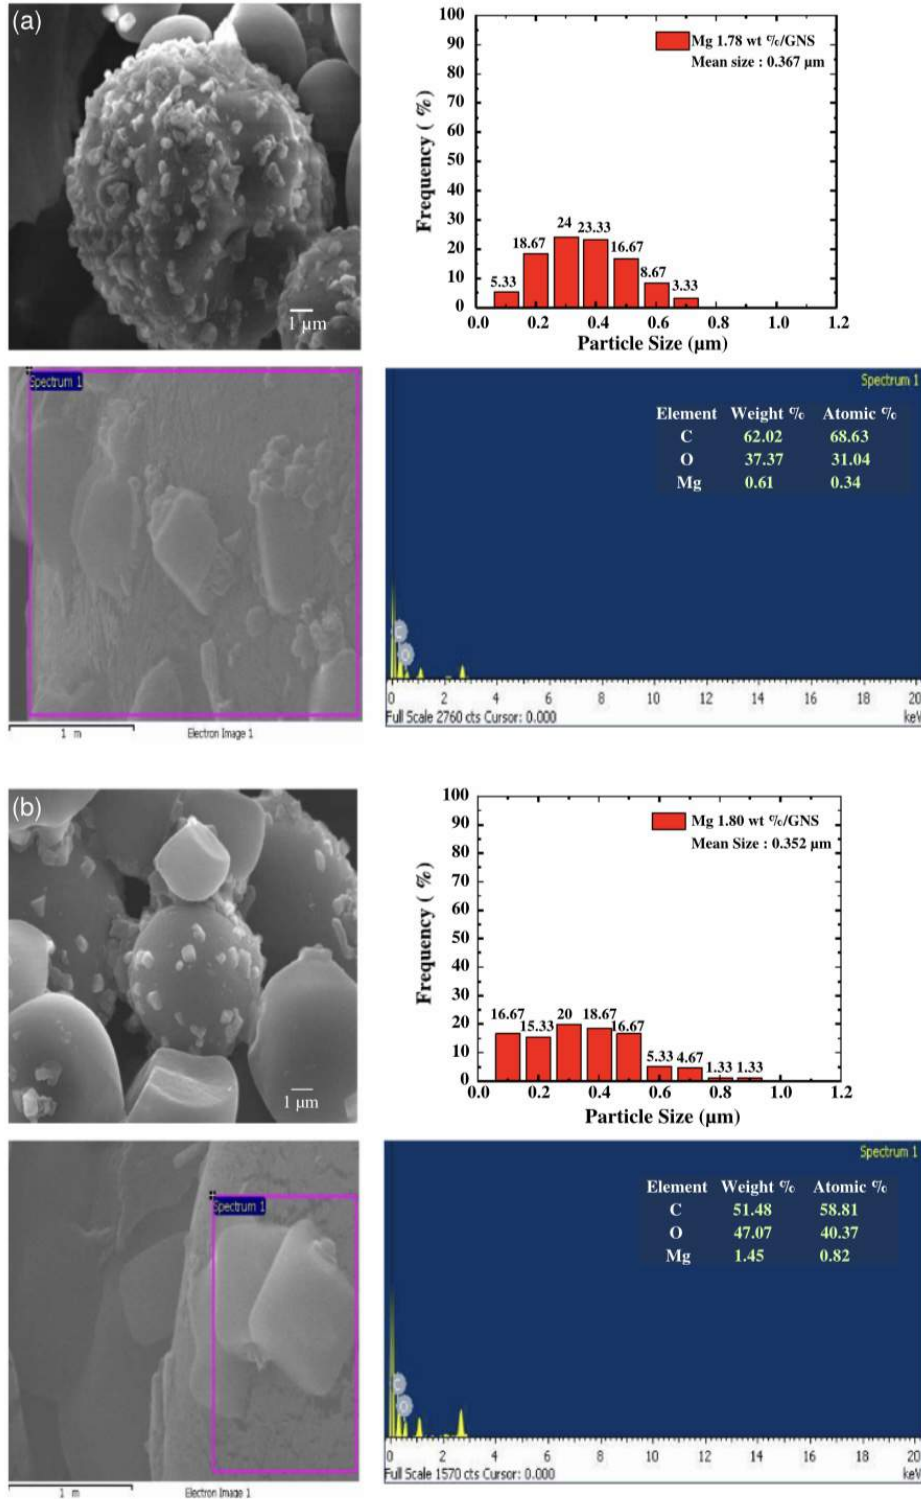 (a)
1 µm
Frequency ( %)
100
90
80
70
60
50
40
30
20
10
0
Mg 1.78 wt %/GNS
Mean size : 0.367 µm
5.33
18.67
24
23.33
16.67
8.67
3.33
0.0 0.2 0.4 0.6 0.8 1.0 1.2
Particle Size (µm)
Spectrum 1
1 m
Electron Image 1
Spectrum 1
Element Weight % Atomic %
C 62.02 68.63
O 37.37 31.04
Mg 0.61 0.34
0 2 4 6 8 10 12 14 16 18 20
Full Scale 2760 cts Cursor: 0.000
keV
(b)
1 µm
Frequency ( %)
100
90
80
70
60
50
40
30
20
10
0
Mg 1.80 wt %/GNS
Mean Size : 0.352 µm
16.67
15.33
20
18.67
16.67
5.33
4.67
1.33
1.33
0.0 0.2 0.4 0.6 0.8 1.0 1.2
Particle Size (µm)
Spectrum 1
1 m
Electron Image 1
Spectrum 1
Element Weight % Atomic %
C 51.48 58.81
O 47.07 40.37
Mg 1.45 0.82
0 2 4 6 8 10 12 14 16 18 20
Full Scale 1570 cts Cursor: 0.000
keV